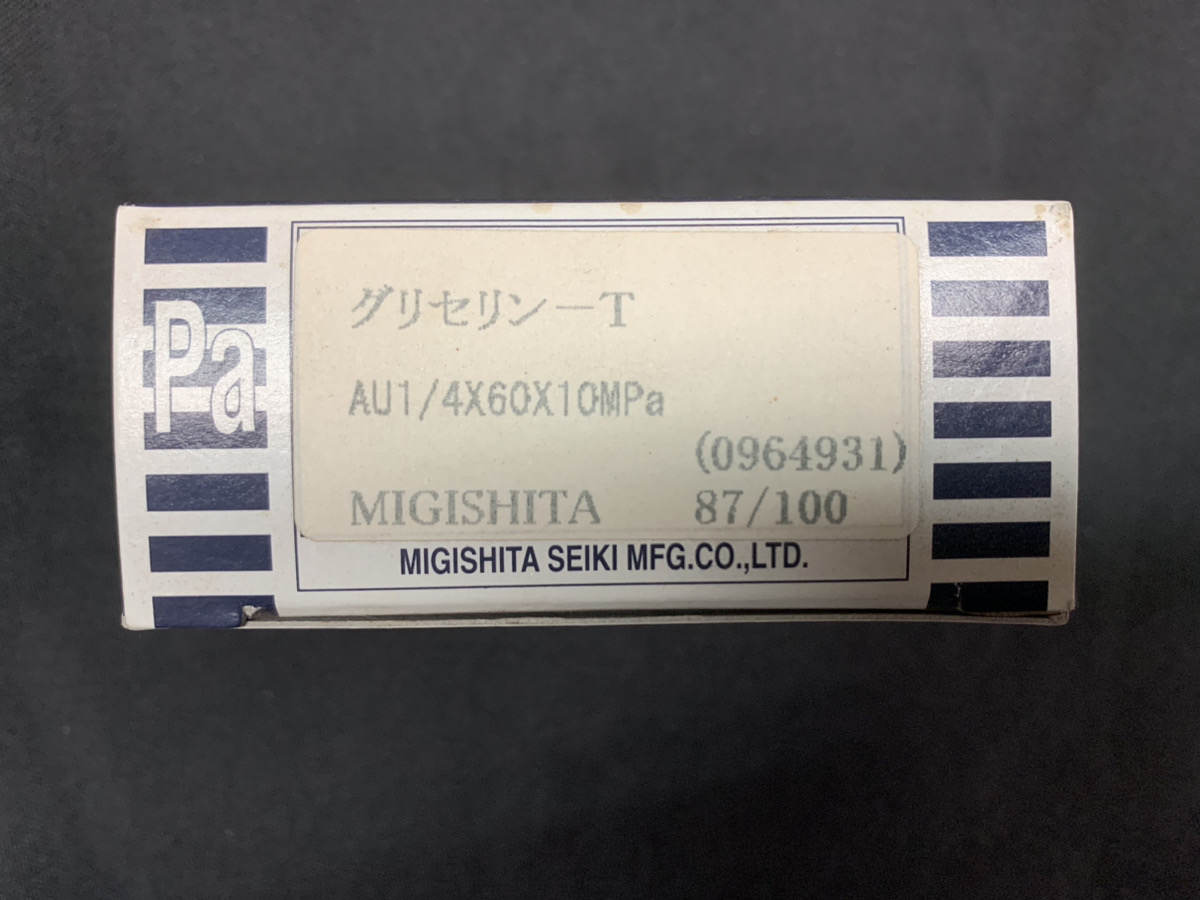 Pa
グリセリン－T
AU1/4X60X10MPa
(0964931)
MIGISHITA 87/100
MIGISHITA SEIKI MFG.CO.,LTD.